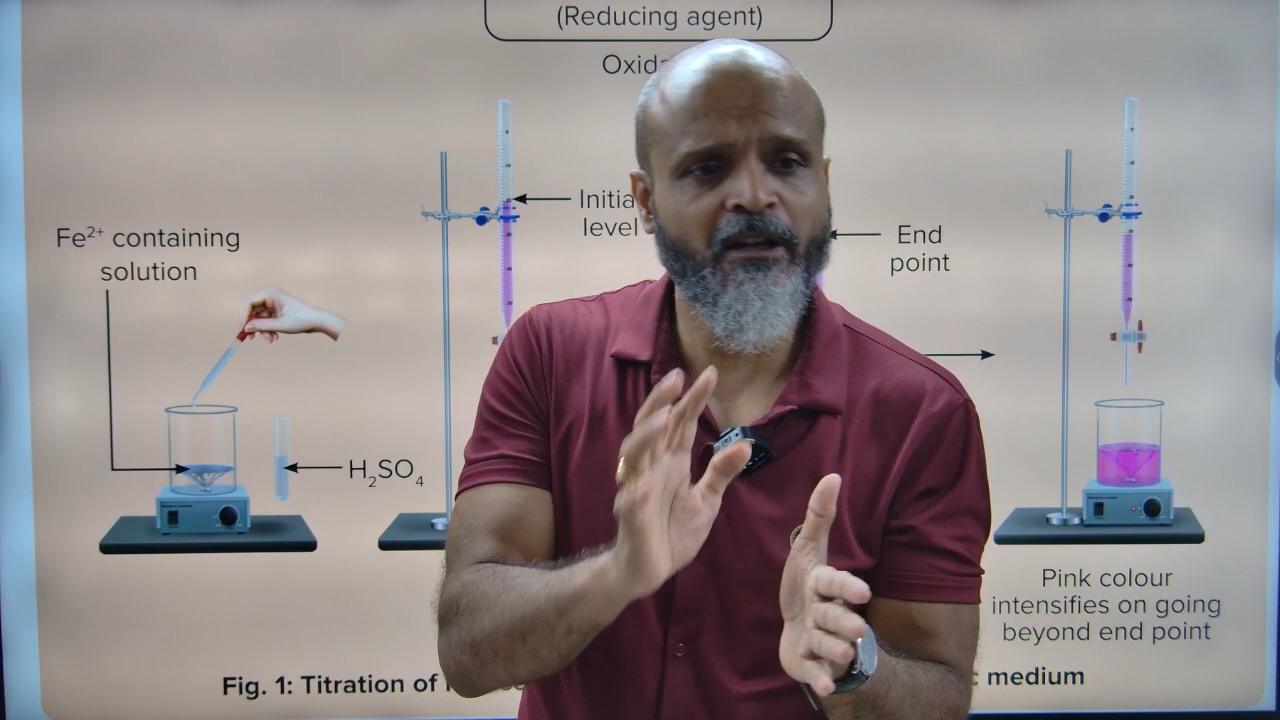 (Reducing agent)
Initia
level
End
point
Fe²⁺ containing
solution
H₂SO₄
Pink colour
intensifies on going
beyond end point
Fig. 1: Titration of
medium